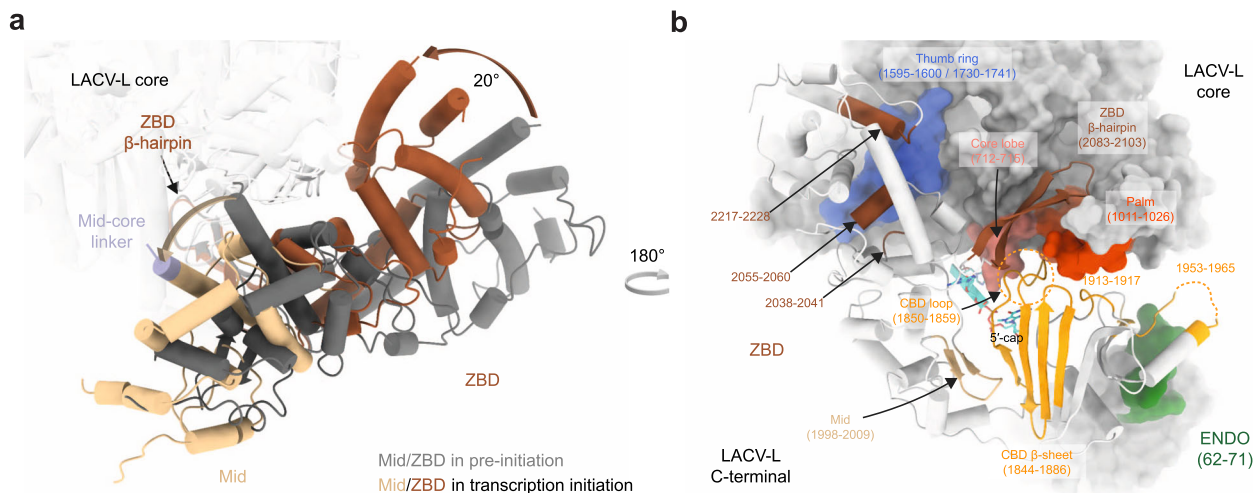 a
LACV-L core
20°
ZBD
β-hairpin
Mid-core
linker
ZBD
Mid
Mid/ZBD in pre-initiation
Mid/ZBD in transcription initiation
180°
b
Thumb ring
(1595-1600 / 1730-1741)
LACV-L
core
ZBD
β-hairpin
(2083-2103)
Core lobe
(712-715)
Palm
(1011-1026)
2217-2228
2055-2060
2038-2041
1953-1965
1913-1917
CBD loop
(1850-1859)
5'-cap
ZBD
Mid
(1998-2009)
LACV-L
C-terminal
CBD β-sheet
(1844-1886)
ENDO
(62-71)